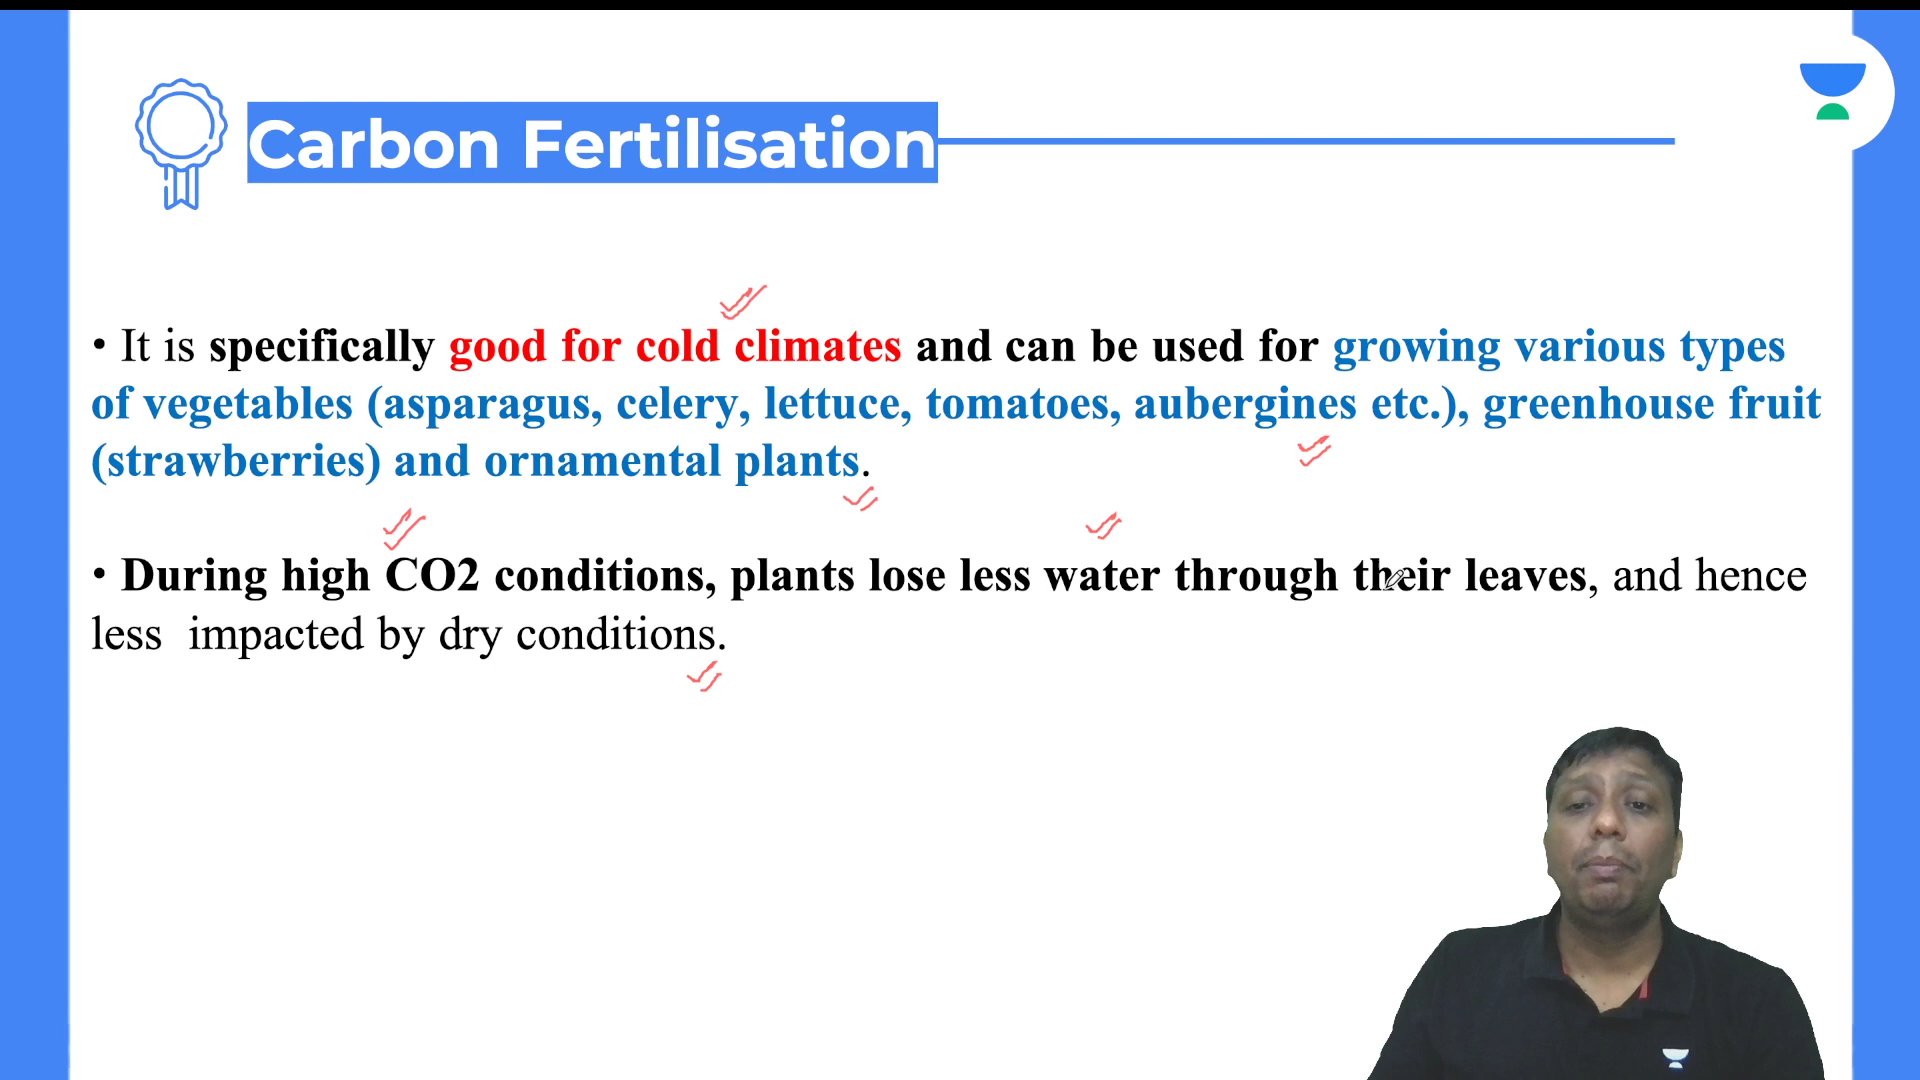 Carbon Fertilisation
• It is specifically good for cold climates and can be used for growing various types
of vegetables (asparagus, celery, lettuce, tomatoes, aubergines etc.), greenhouse fruit
(strawberries) and ornamental plants.
• During high CO2 conditions, plants lose less water through their leaves, and hence
less  impacted by dry conditions.